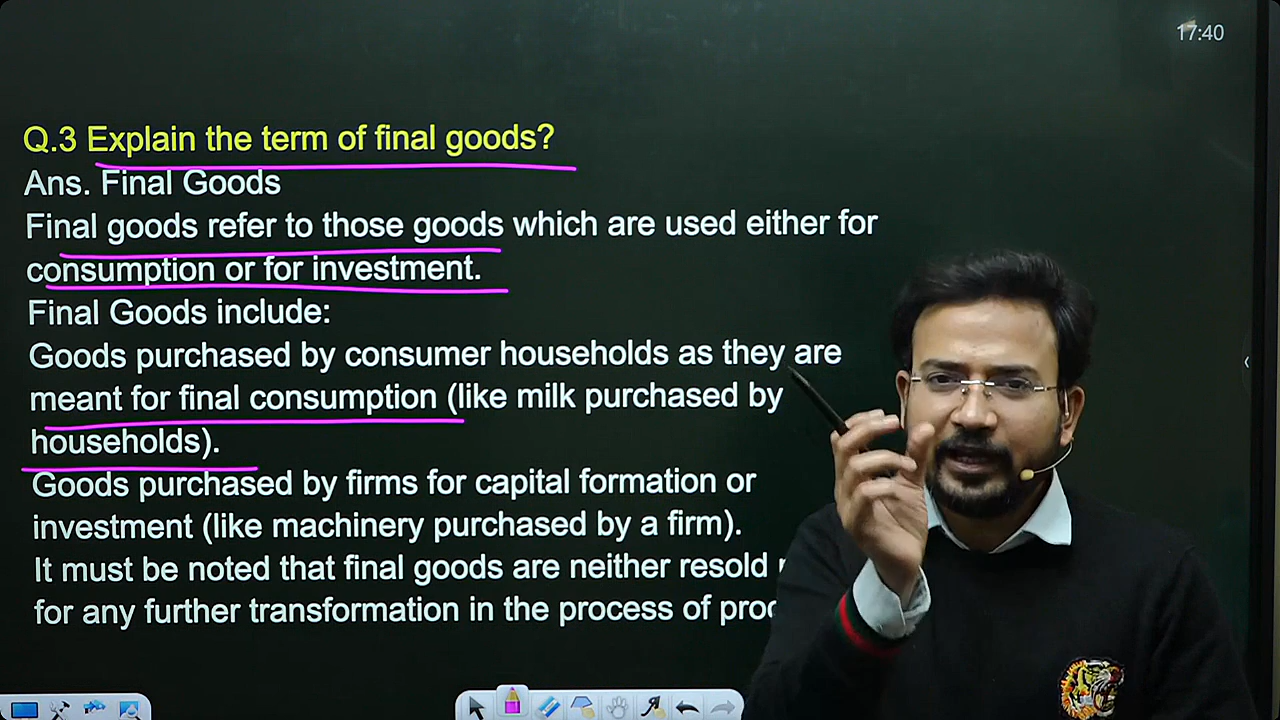 17:40
Q.3 Explain the term of final goods?
Ans. Final Goods
Final goods refer to those goods which are used either for
consumption or for investment.
Final Goods include:
Goods purchased by consumer households as they are
meant for final consumption (like milk purchased by
households).
Goods purchased by firms for capital formation or
investment (like machinery purchased by a firm).
It must be noted that final goods are neither resold
for any further transformation in the process of